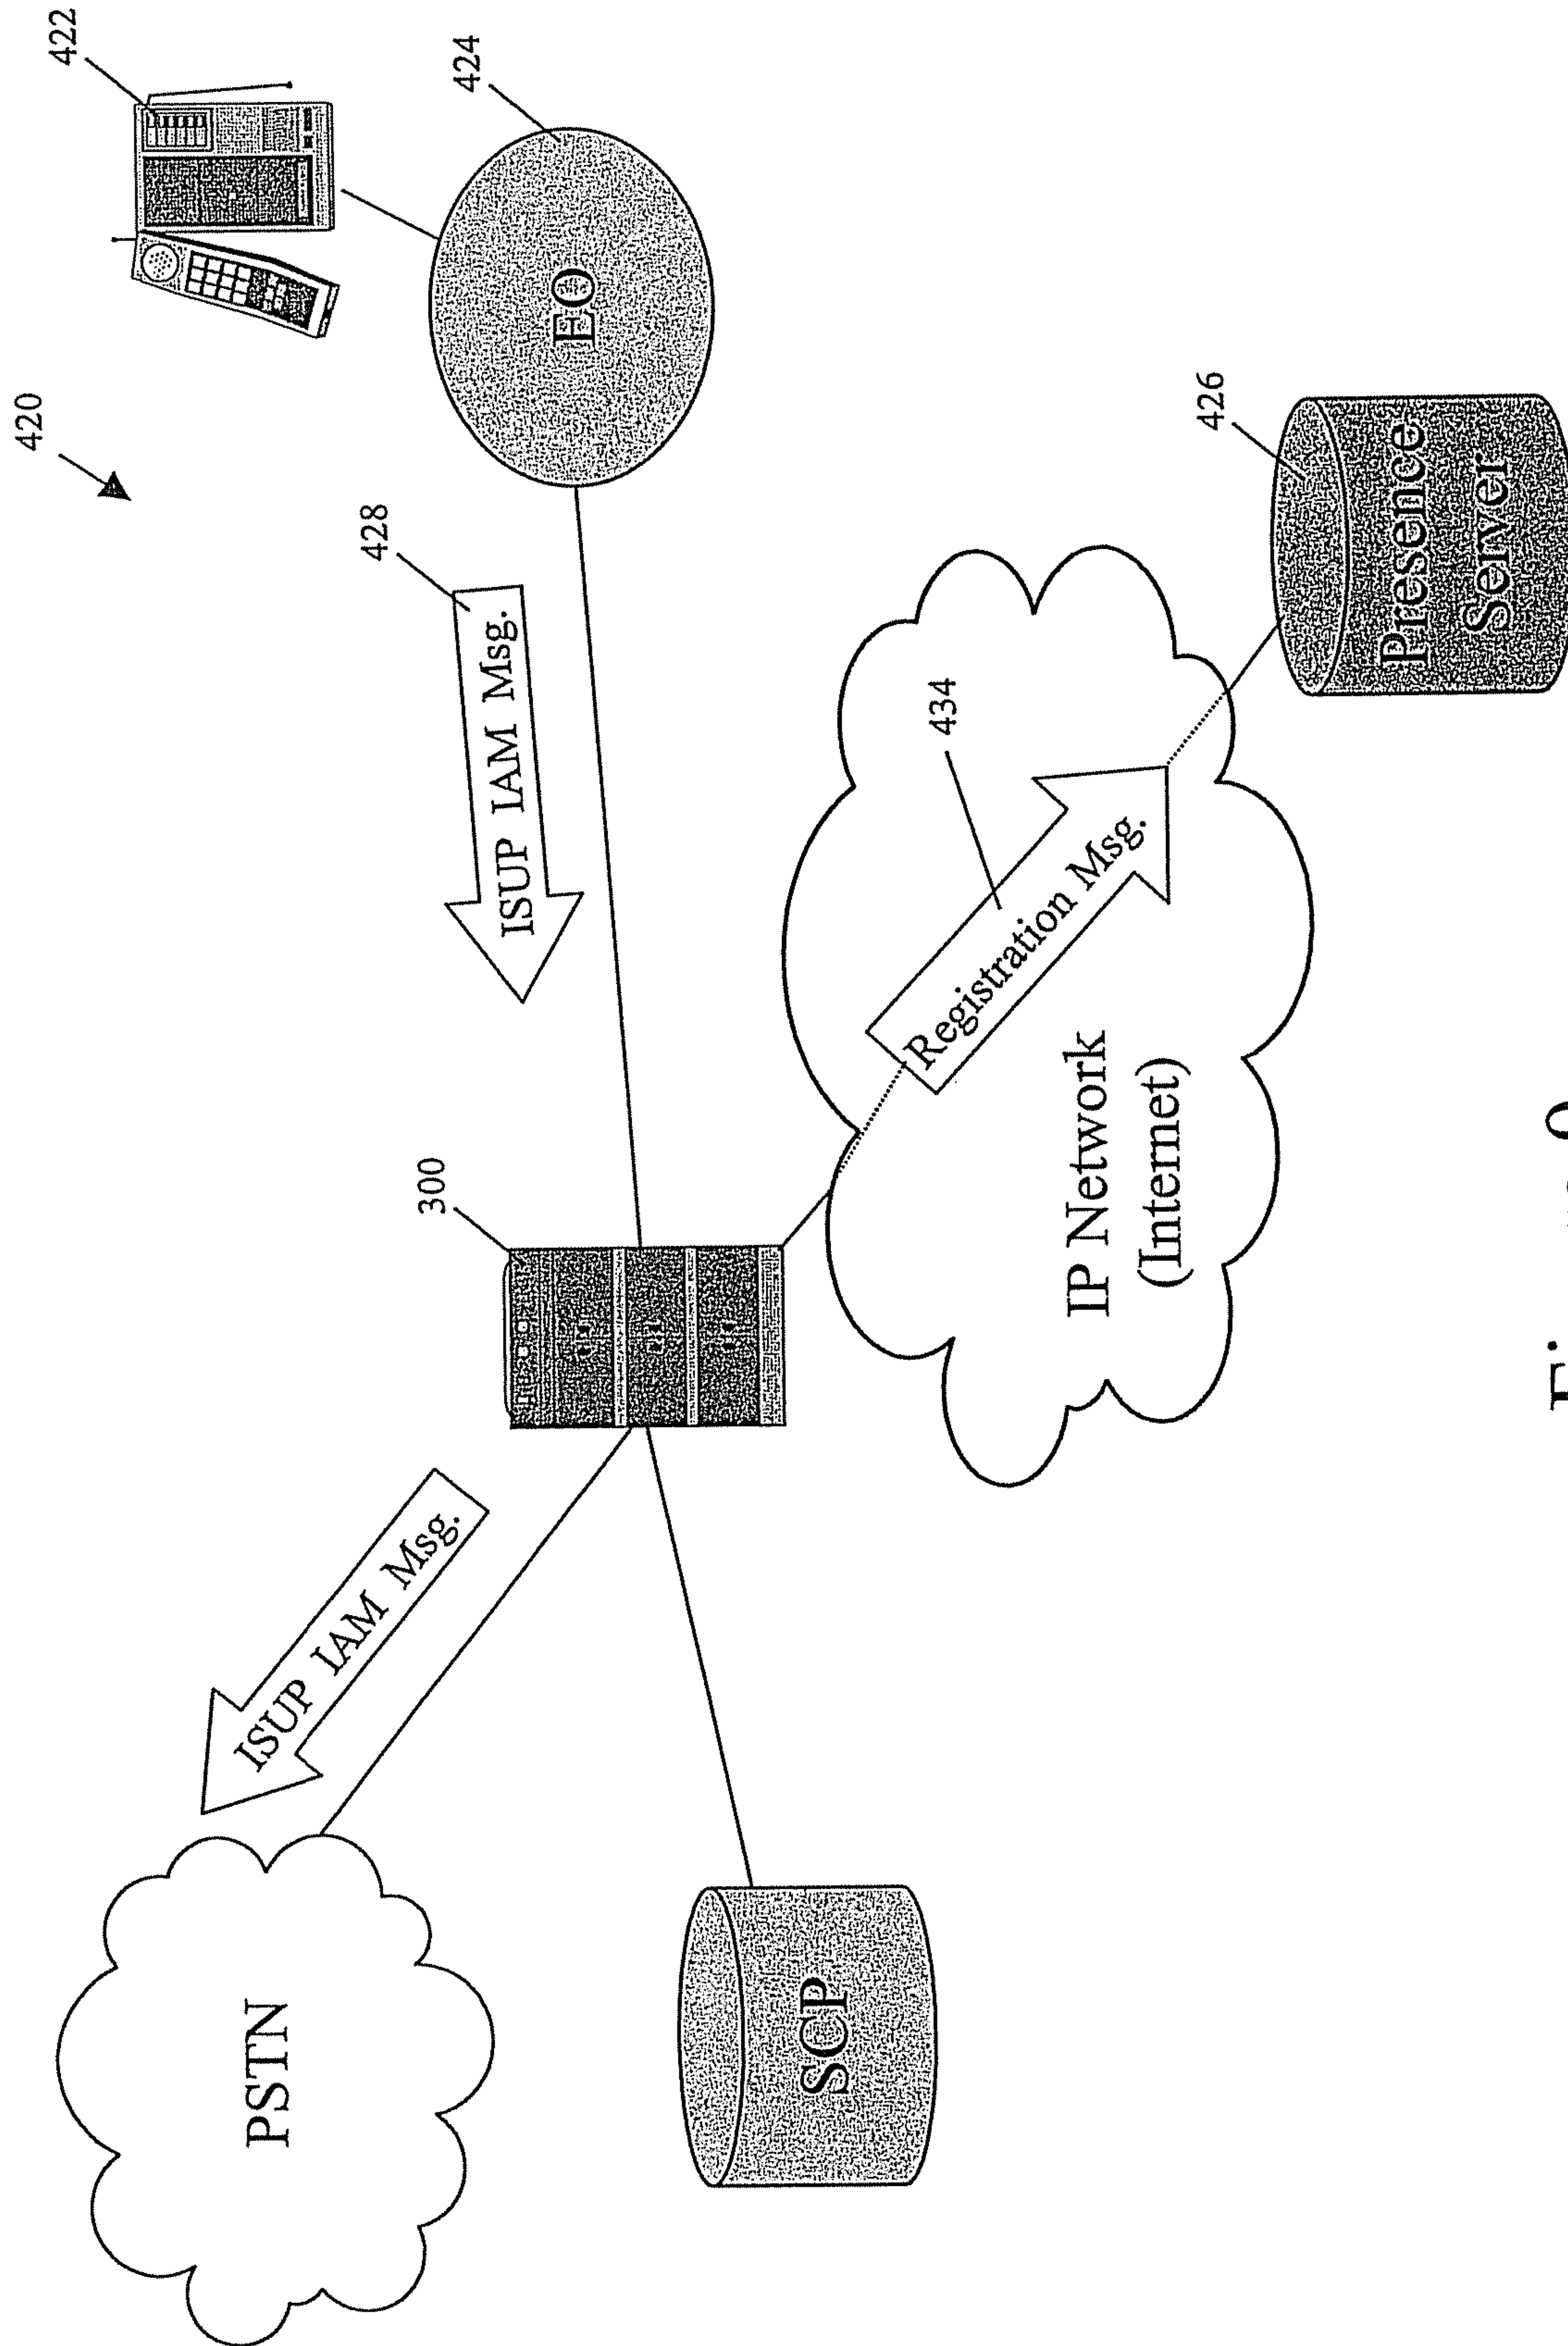 420
422
PSTN
ISUP IAM Msg.
428
300
424
ISUP IAM Msg.
EO
SCP
434
Registration Msg.
IP Network
(Internet)
426
Presence
Server